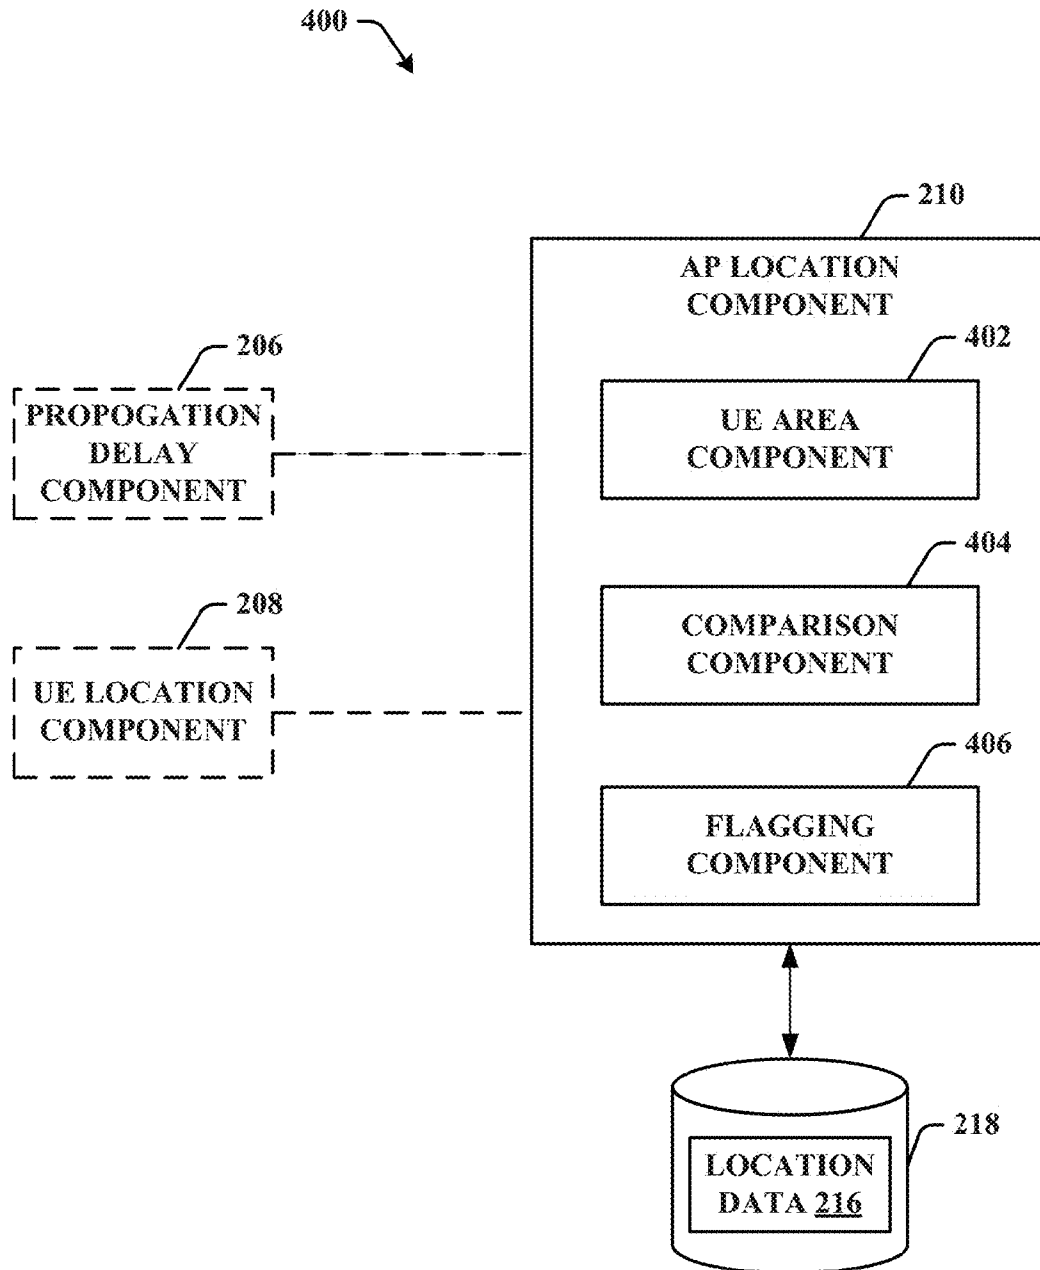 400
210
AP LOCATION
COMPONENT
206
PROPOGATION
DELAY
COMPONENT
402
UE AREA
COMPONENT
404
COMPARISON
COMPONENT
208
UE LOCATION
COMPONENT
406
FLAGGING
COMPONENT
218
LOCATION
DATA 216